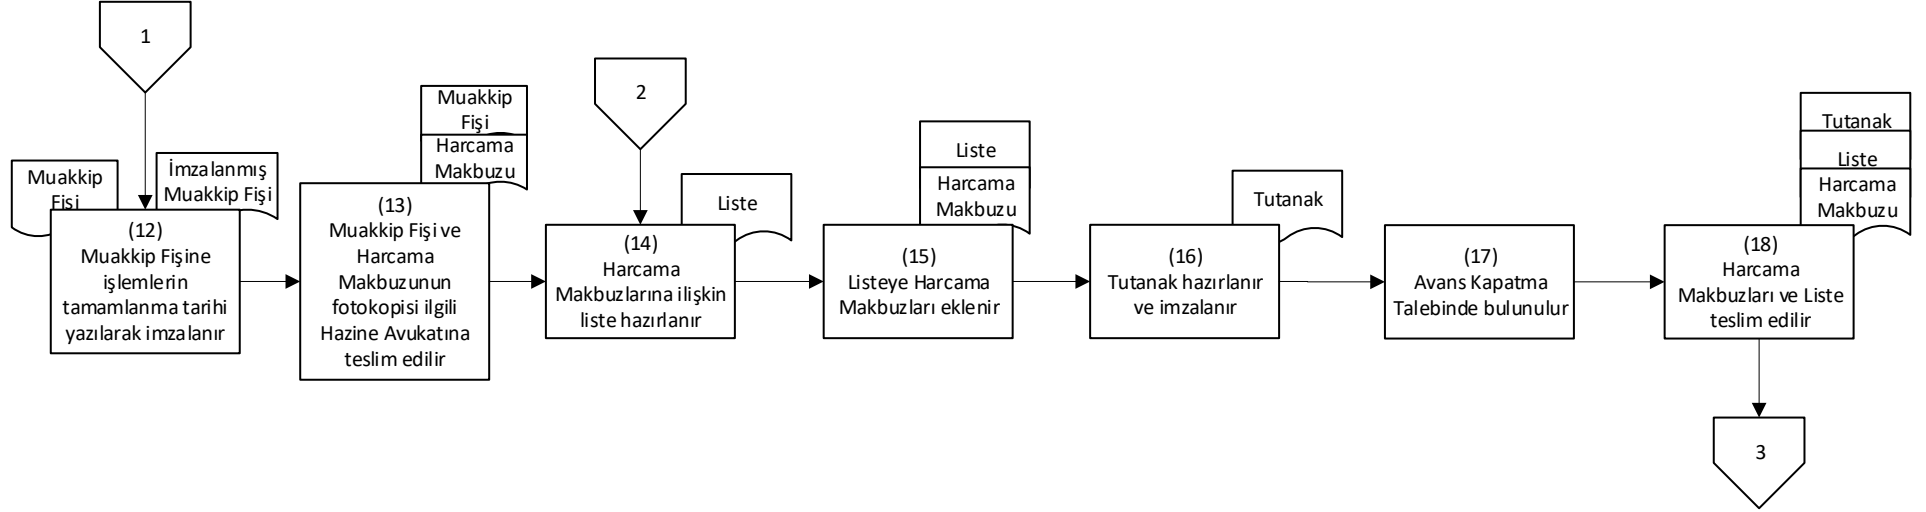 1
Muakkip
Fişi
İmzalanmış
Muakkip Fişi
(12)
Muakkip Fişine
işlemlerin
tamamlanma tarihi
yazılarak imzalanır
Muakkip
Fişi
Harcama
Makbuzu
(13)
Muakkip Fişi ve
Harcama
Makbuzunun
fotokopisi ilgili
Hazine Avukatına
teslim edilir
2
Liste
(14)
Harcama
Makbuzlarına ilişkin
liste hazırlanır
Liste
Harcama
Makbuzu
(15)
Listeye Harcama
Makbuzları eklenir
Tutanak
(16)
Tutanak hazırlanır
ve imzalanır
(17)
Avans Kapatma
Talebinde bulunulur
Tutanak
Liste
Harcama
Makbuzu
(18)
Harcama
Makbuzları ve Liste
teslim edilir
3